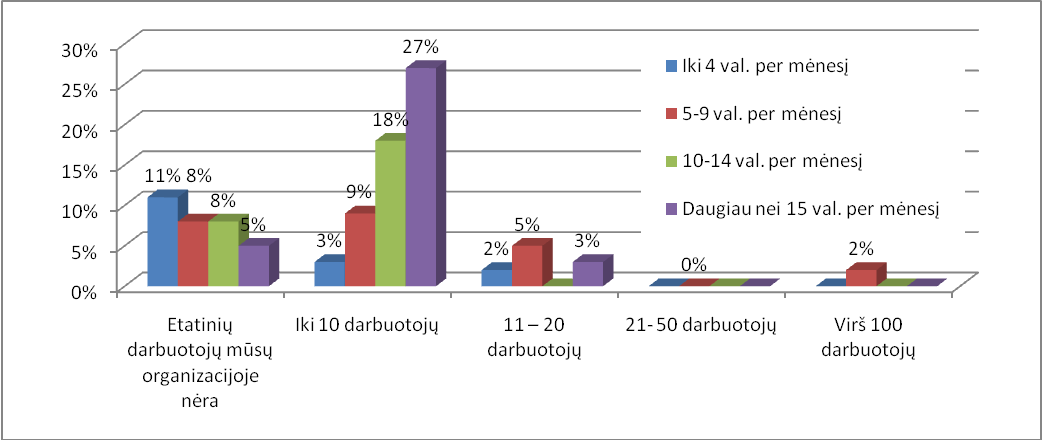 30%
25%
20%
15%
10%
5%
0%
11%
8%
8%
5%
3%
9%
18%
27%
2%
5%
3%
0%
2%
Iki 4 val. per mėnesį
5-9 val. per mėnesį
10-14 val. per mėnesį
Daugiau nei 15 val. per mėnesį
Etatinių
darbuotojų mūsų
organizacijoje
nėra
Iki 10 darbuotojų
11 – 20
darbuotojų
21- 50 darbuotojų
Virš 100
darbuotojų